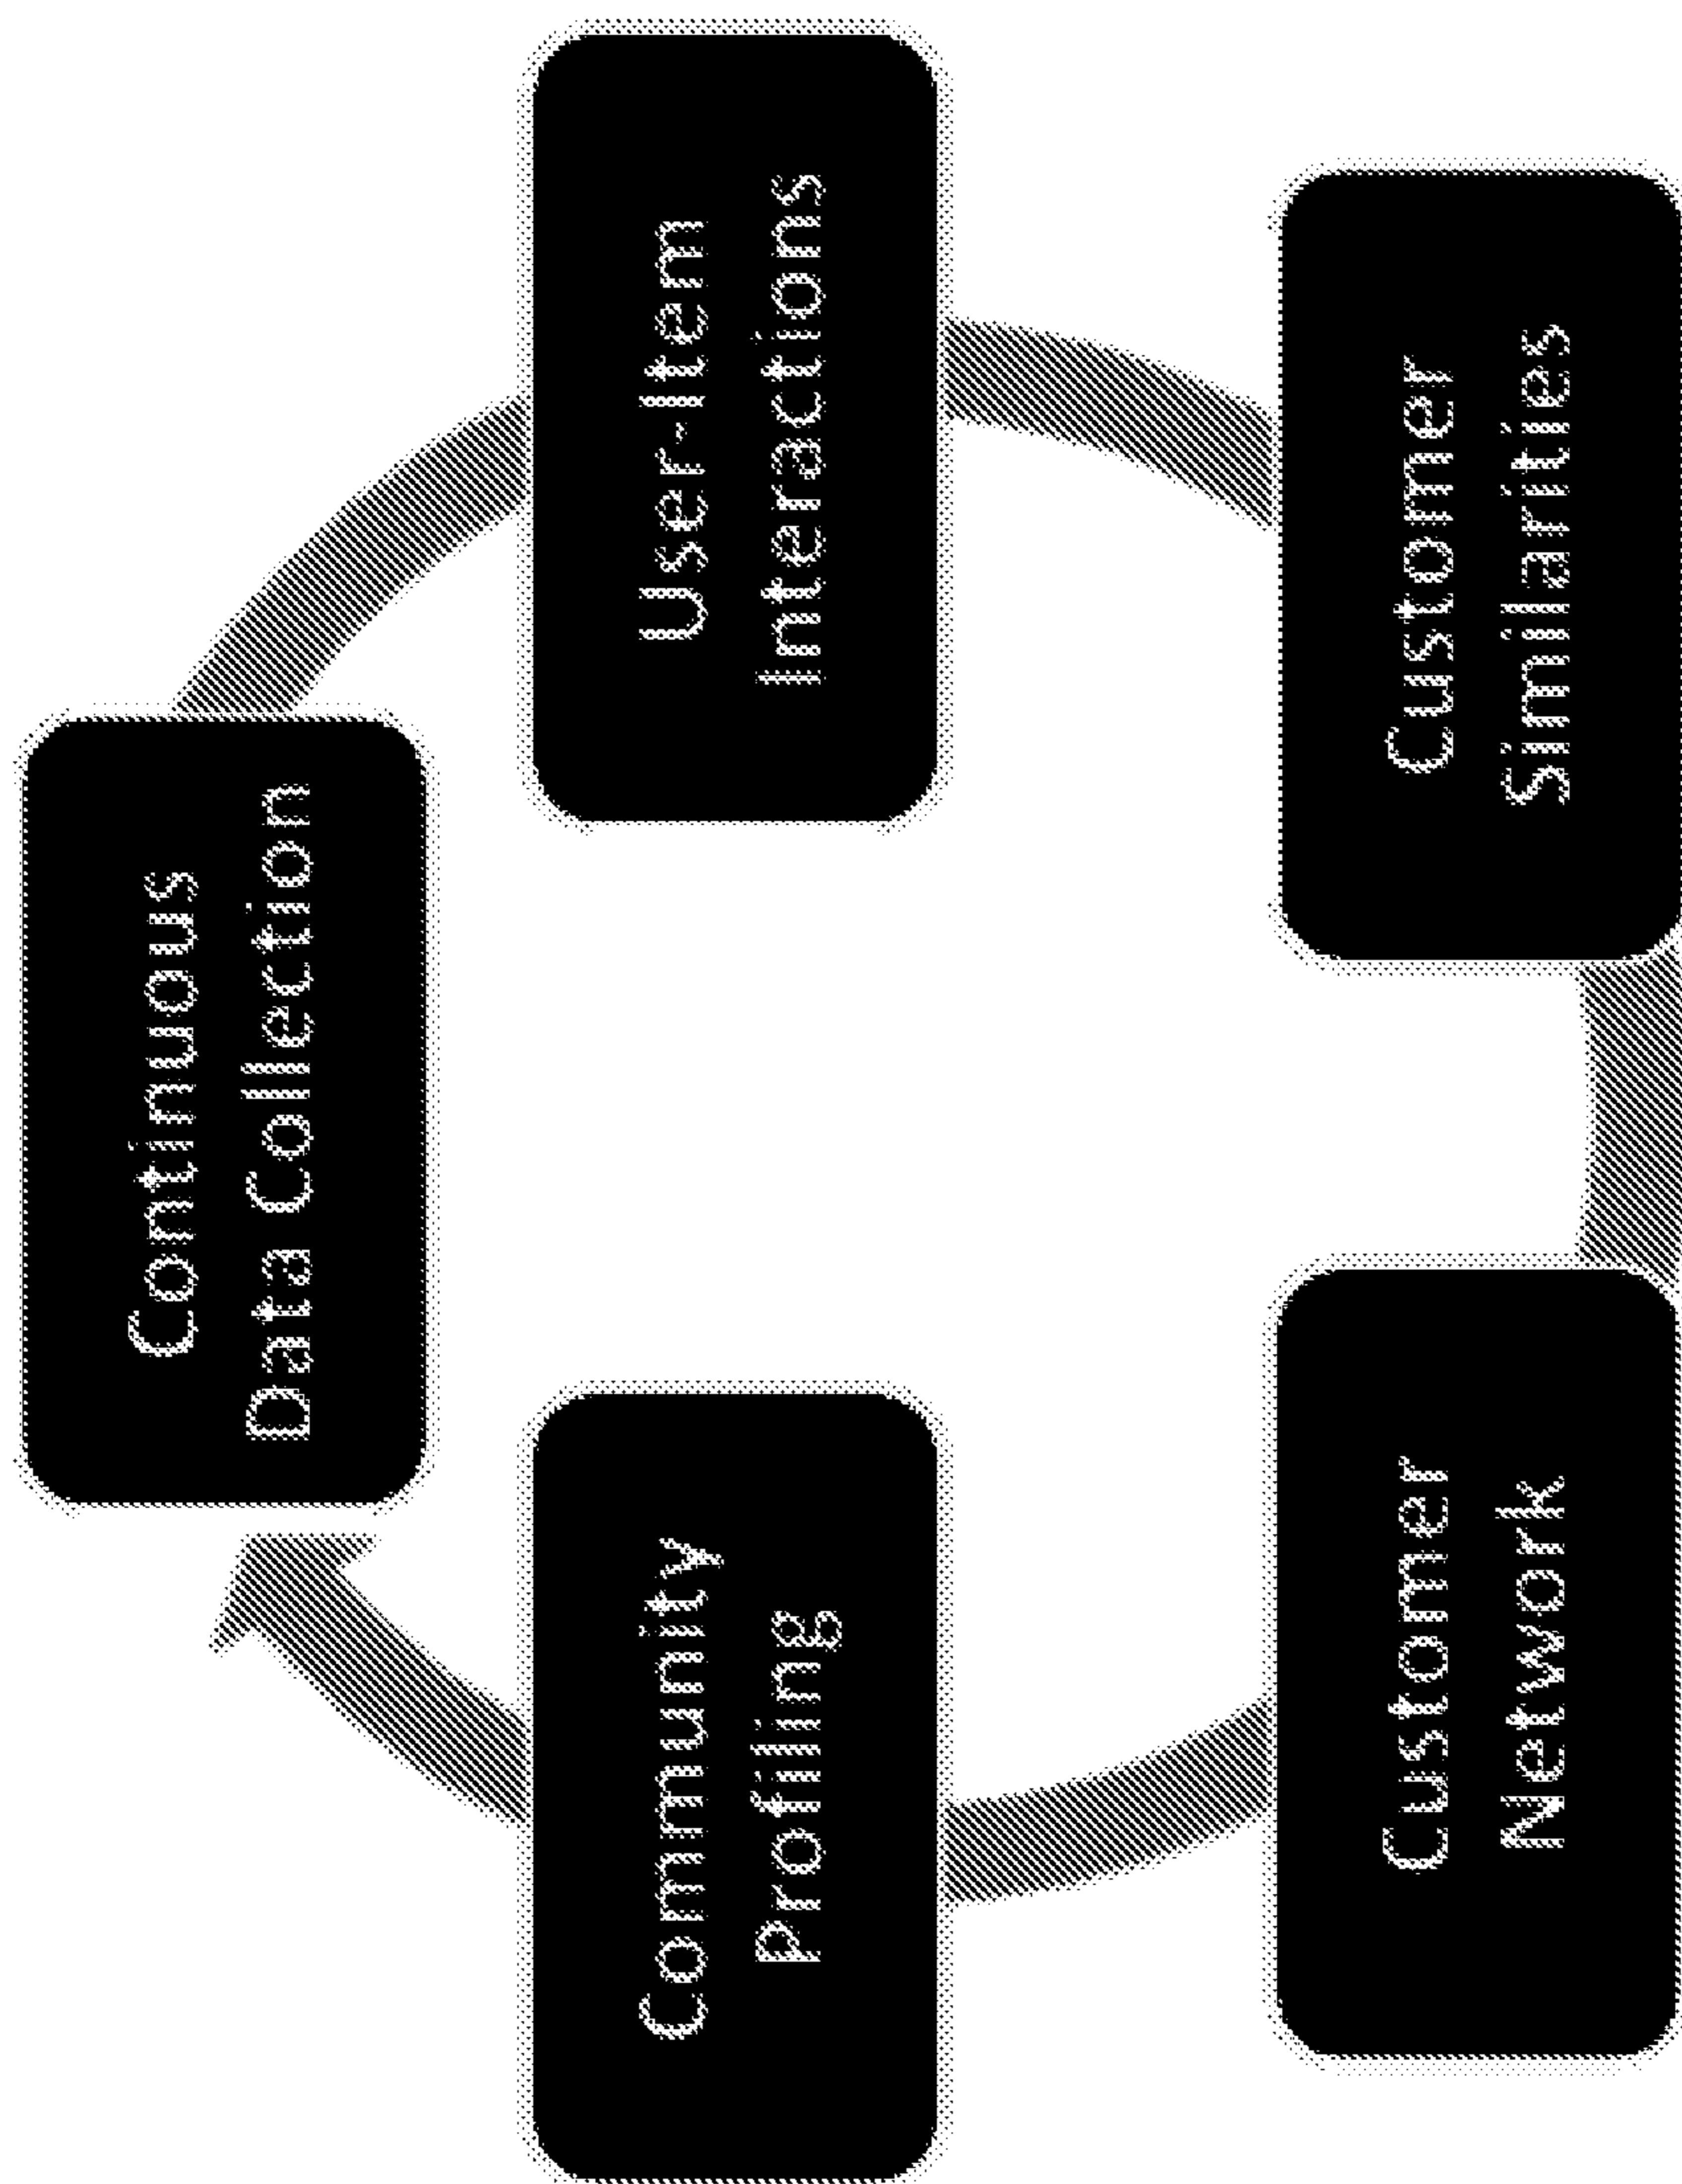 Continuous
Data Collection
User-Item
Interactions
Customer
Similarities
Customer
Network
Community
Profiling